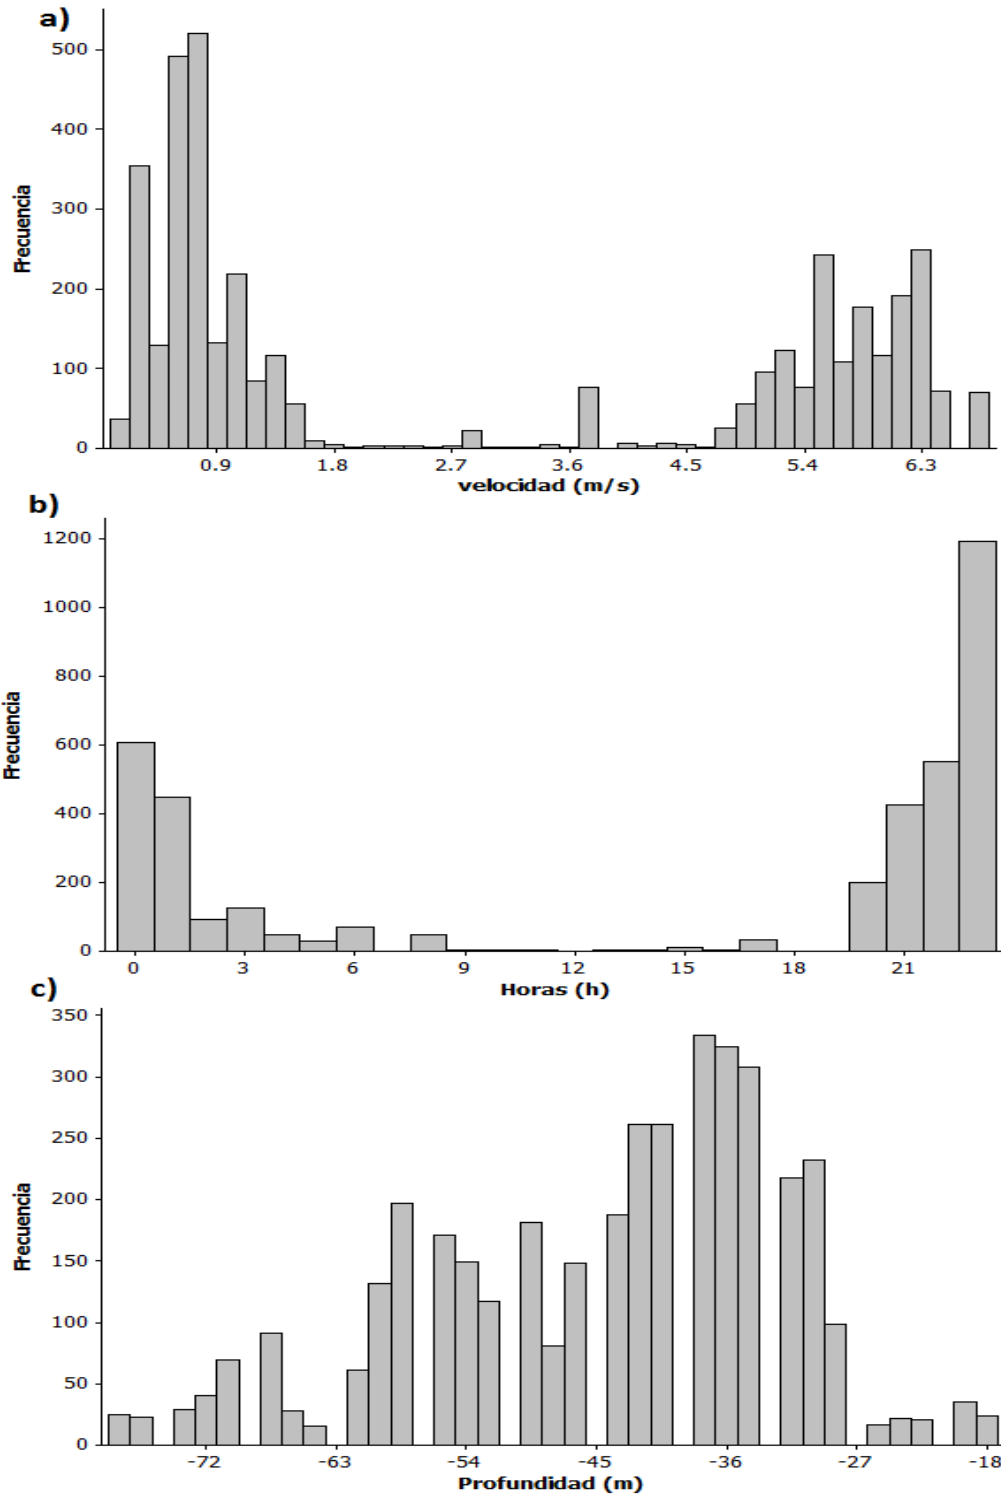 a)
500
400
300
200
100
0
Frecuencia
0.9 1.8 2.7 3.6 4.5 5.4 6.3
velocidad (m/s)
b)
1200
1000
800
600
400
200
0
Frecuencia
0 3 6 9 12 15 18 21
Horas (h)
c)
350
300
250
200
150
100
50
0
Frecuencia
-72 -63 -54 -45 -36 -27 -18
Profundidad (m)